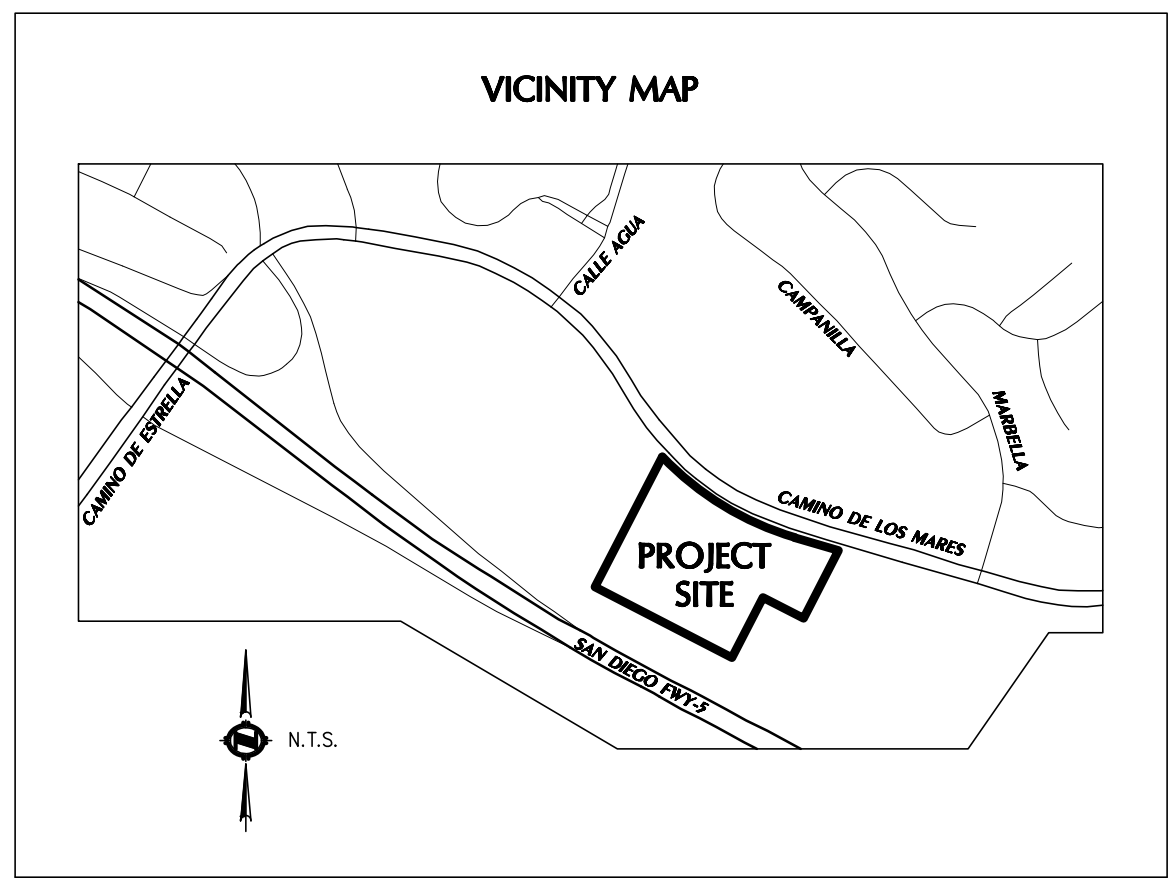 VICINITY MAP
CALLE AGUA
CAMPANILLA
CAMINO DE ESTRELLA
MARBELLA
CAMINO DE LOS MARES
PROJECT
SITE
SAN DIEGO FWY-5
N
N.T.S.